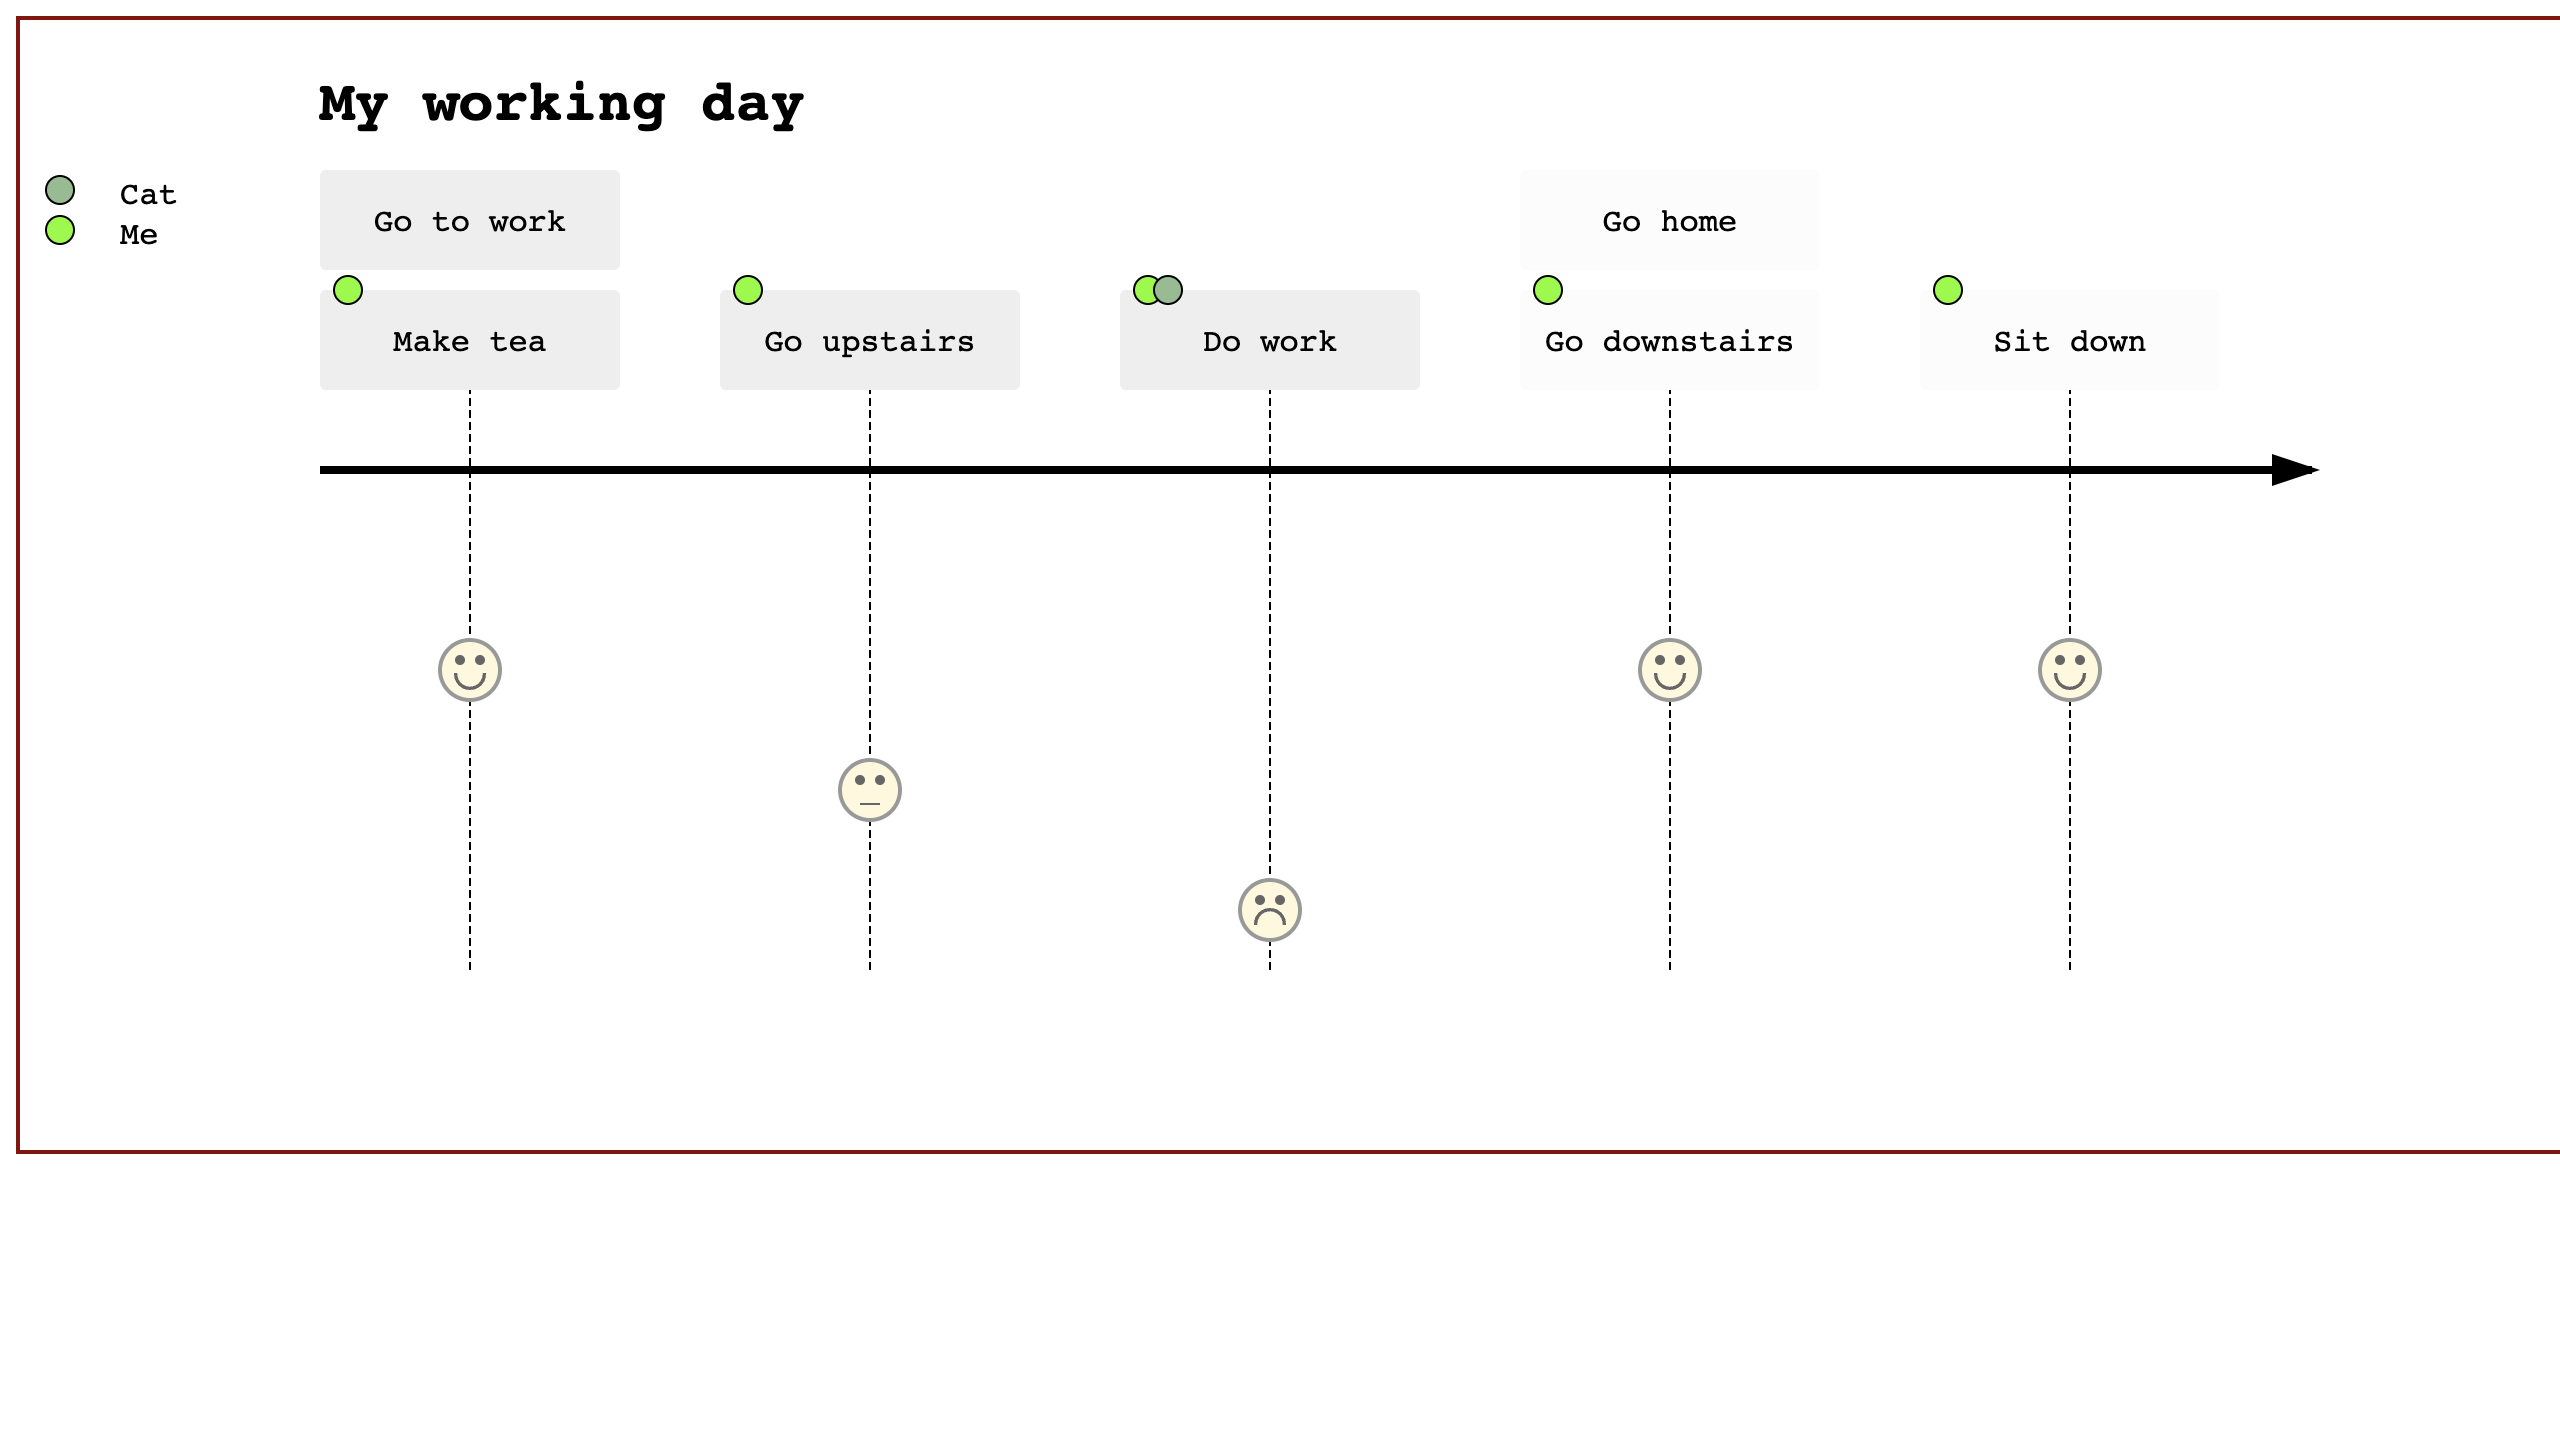 My working day
Cat
Me
Go to work
Go home
Make tea
Go upstairs
Do work
Go downstairs
Sit down